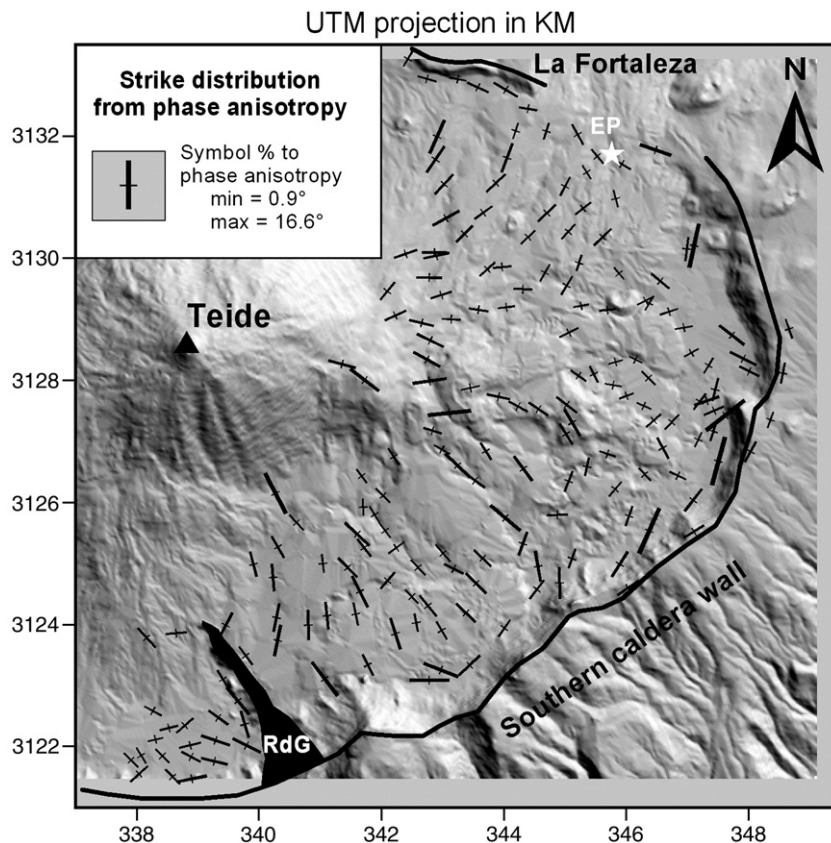 UTM projection in KM
Strike distribution
from phase anisotropy
Symbol % to
phase anisotropy
min = 0.9°
max = 16.6°
La Fortaleza
N
EP
Teide
Southern caldera wall
RdG
3132
3130
3128
3126
3124
3122
338
340
342
344
346
348